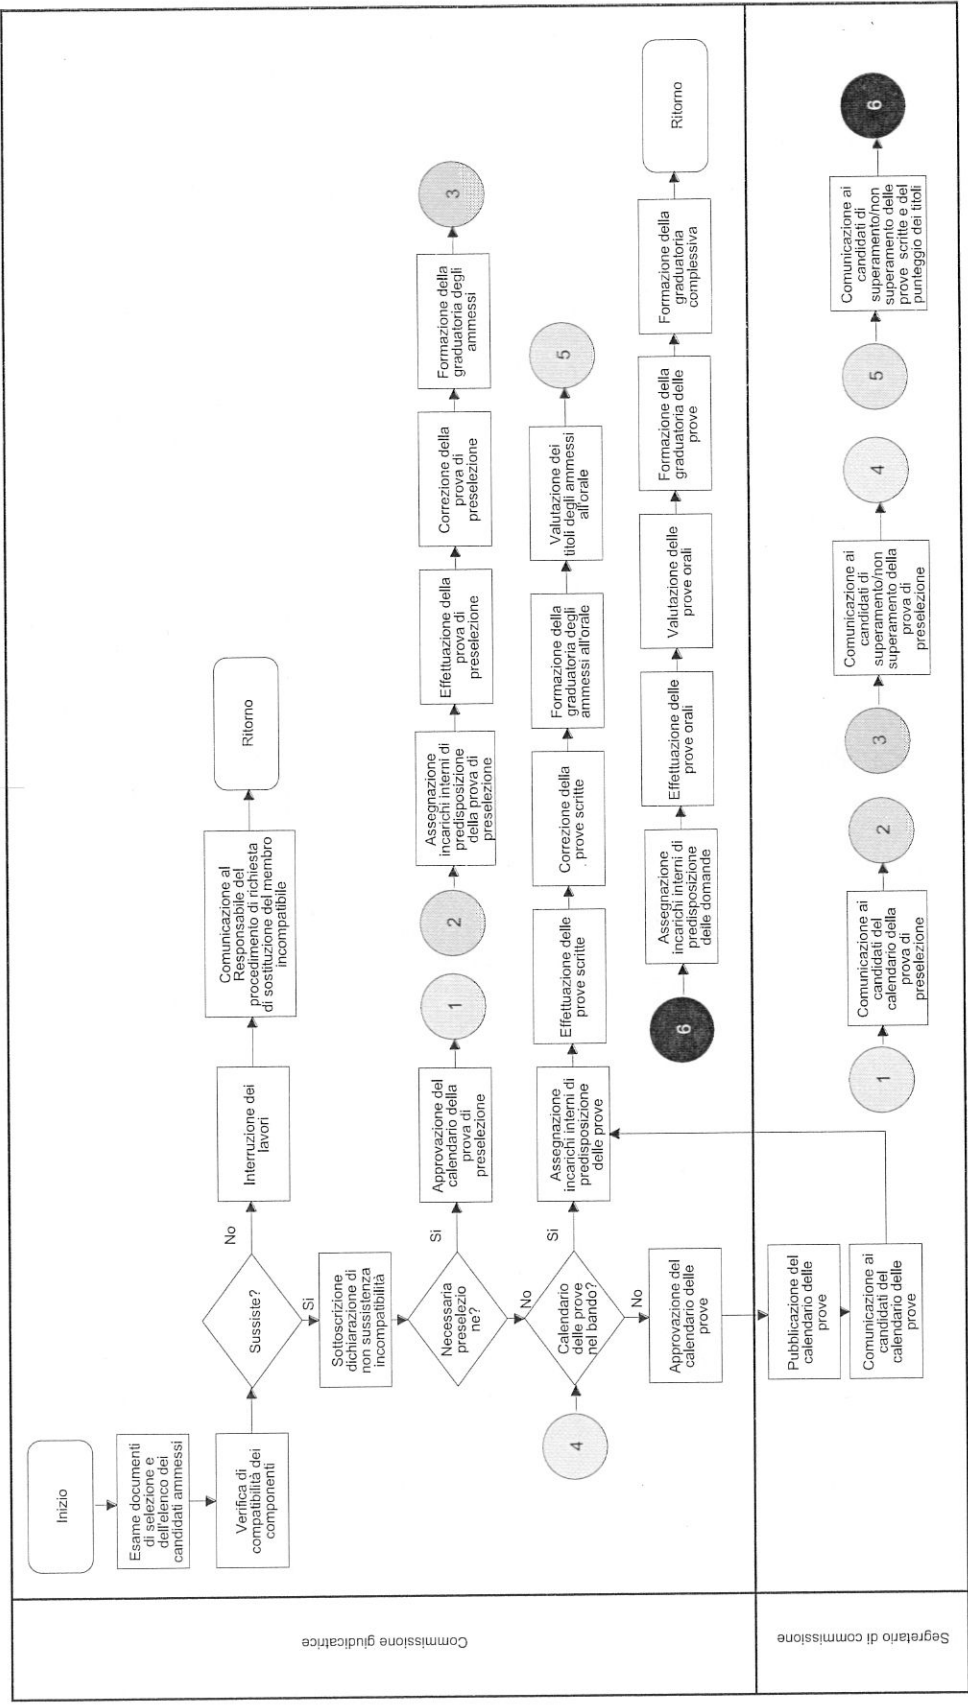 Commissione giudicatrice
Inizio
Esame documenti
di selezione e
dell'elenco dei
candidati ammessi
Verifica di
compatibilità dei
componenti
Sussiste?
No
Interruzione dei
lavori
Comunicazione al
Responsabile del
procedimento di richiesta
di sostituzione del membro
incompatibile
Ritorno
Si
Sottoscrizione
dichiarazione di
non sussistenza
incompatibilità
Necessaria
preselezio
ne?
Si
Approvazione del
calendario della
prova di
preselezione
1
2
Assegnazione
incarichi interni di
predisposizione
della prova di
preselezione
Effettuazione della
prova di
preselezione
Correzione della
prova di
preselezione
Formazione della
graduatoria degli
ammessi
3
No
4
Calendario
delle prove
nel bando?
Si
Assegnazione
incarichi interni di
predisposizione
delle prove
Effettuazione delle
prove scritte
Correzione della
prove scritte
Formazione della
graduatoria degli
ammessi all'orale
Valutazione dei
titoli degli ammessi
all'orale
5
No
Approvazione del
calendario delle
prove
6
Assegnazione
incarichi interni di
predisposizione
delle domande
Effettuazione delle
prove orali
Valutazione delle
prove orali
Formazione della
graduatoria delle
prove
Formazione della
graduatoria
complessiva
Ritorno
Segretario di commissione
Pubblicazione del
calendario delle
prove
Comunicazione ai
candidati del
calendario delle
prove
1
Comunicazione ai
candidati del
calendario della
prova di
preselezione
2
3
Comunicazione ai
candidati di
superamento/non
superamento della
prova di
preselezione
4
5
Comunicazione ai
candidati di
superamento/non
superamento delle
prove scritte e del
punteggio dei titoli
6